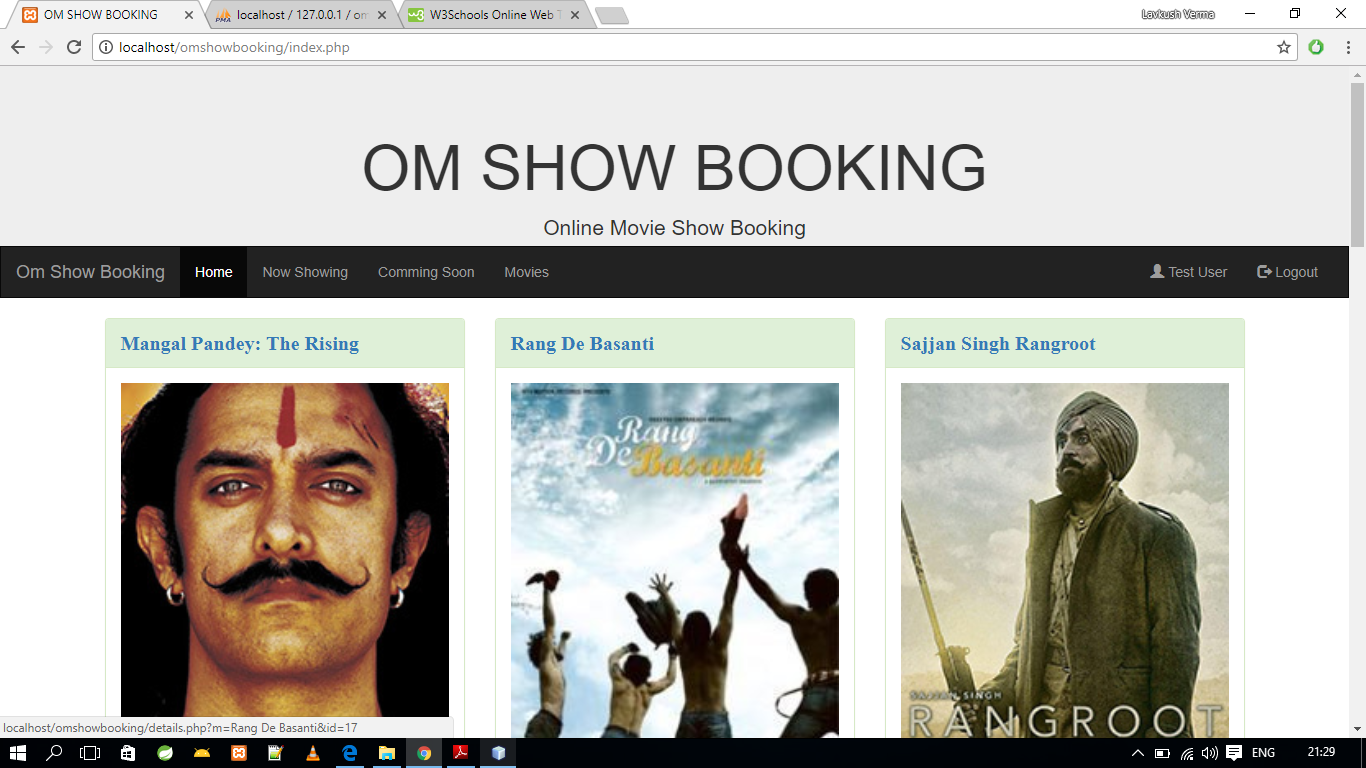 OM SHOW BOOKING
localhost / 127.0.0.1 / om
W3Schools Online Web T
Lavkush Verma
localhost/omshowbooking/index.php
OM SHOW BOOKING
Online Movie Show Booking
Om Show Booking
Home
Now Showing
Comming Soon
Movies
Test User
Logout
Mangal Pandey: The Rising
Rang De Basanti
Sajjan Singh Rangroot
Rang
De Basanti
SAJJAN SINGH
RANGROOT
localhost/omshowbooking/details.php?m=Rang De Basanti&id=17
ENG
21:29